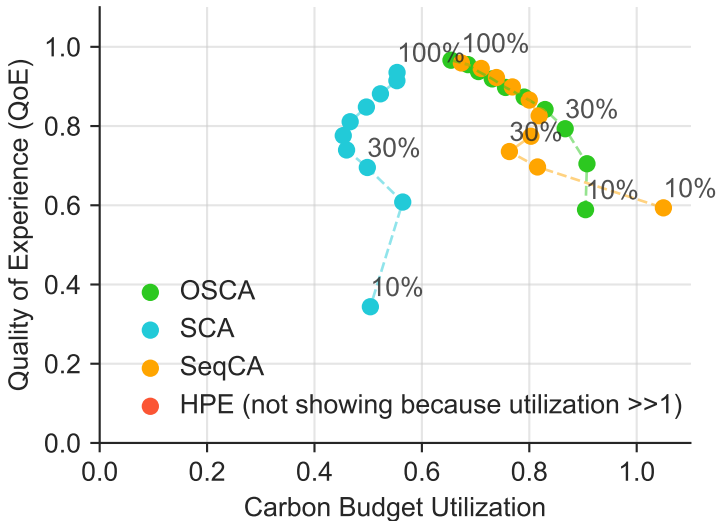 1.0
0.8
0.6
0.4
0.2
0.0
Quality of Experience (QoE)
100%
100%
30%
30%
30%
10%
10%
10%
OSCA
SCA
SeqCA
HPE (not showing because utilization >>1)
0.0 0.2 0.4 0.6 0.8 1.0
Carbon Budget Utilization